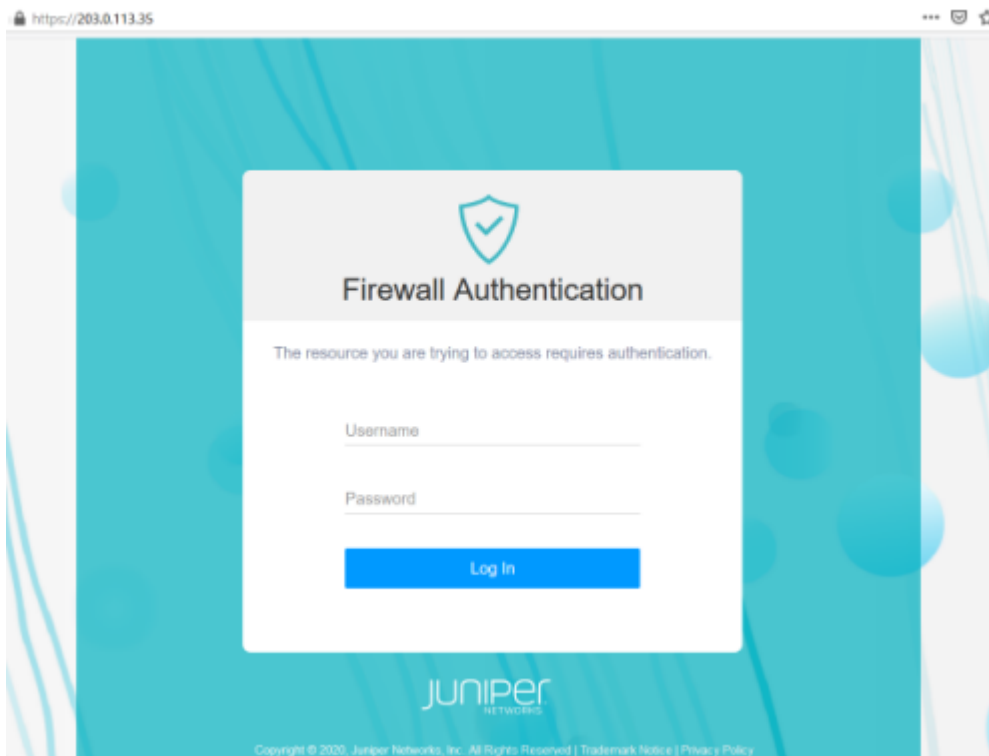 https://203.0.113.35
Firewall Authentication
The resource you are trying to access requires authentication.
Username
Password
Log In
JUNIPER
NETWORKS
Copyright © 2020, Juniper Networks, Inc. All Rights Reserved | Trademark Notice | Privacy Policy